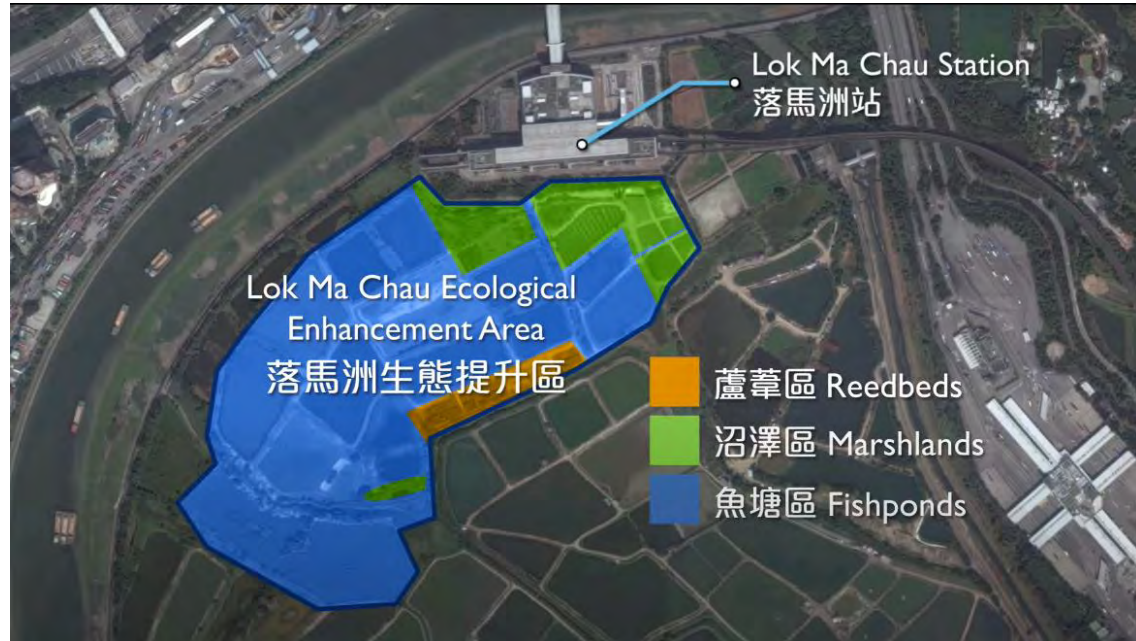 Lok Ma Chau Station
落馬洲站
Lok Ma Chau Ecological
Enhancement Area
落馬洲生態提升區
蘆葦區 Reedbeds
沼澤區 Marshlands
魚塘區 Fishponds